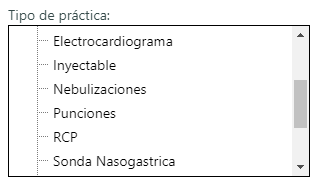 Tipo de práctica:
Electrocardiograma
Inyectable
Nebulizaciones
Punciones
RCP
Sonda Nasogastrica